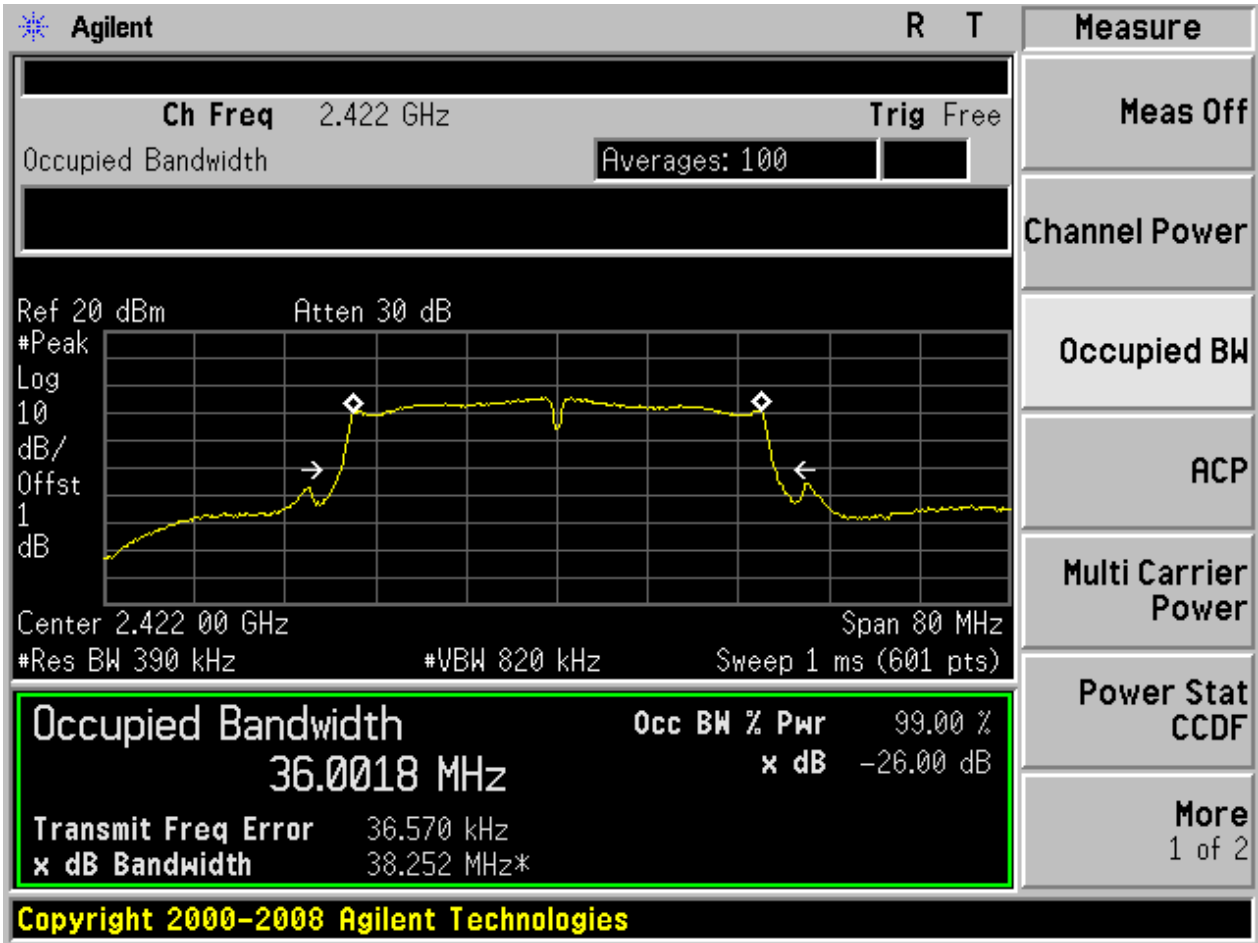 Agilent R T
Measure
Ch Freq 2.422 GHz Trig Free
Occupied Bandwidth Averages: 100
Ref 20 dBm Atten 30 dB
#Peak
Log
10
dB/
Offst
1
dB
Center 2.422 00 GHz Span 80 MHz
#Res BW 390 kHz #VBW 820 kHz Sweep 1 ms (601 pts)
Occupied Bandwidth
36.0018 MHz
Occ BW % Pwr 99.00 %
x dB -26.00 dB
Transmit Freq Error 36.570 kHz
x dB Bandwidth 38.252 MHz*
Meas Off
Channel Power
Occupied BW
ACP
Multi Carrier
Power
Power Stat
CCDF
More
1 of 2
Copyright 2000-2008 Agilent Technologies